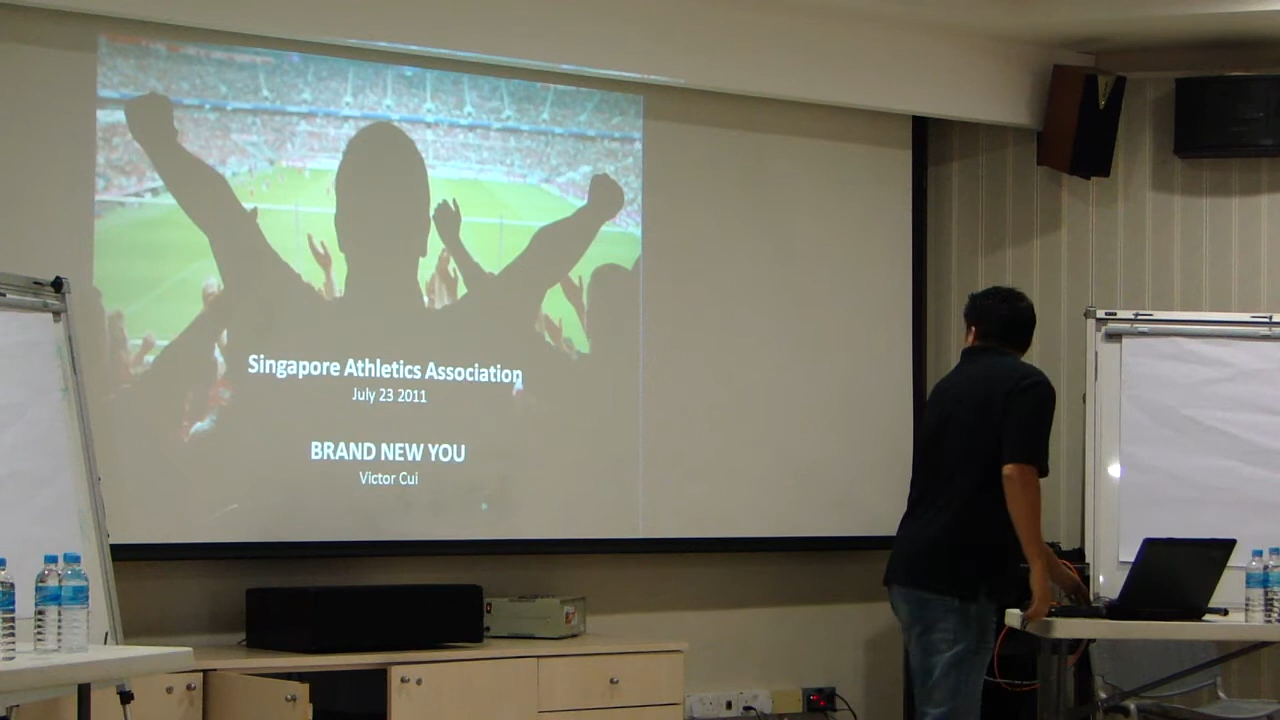 Singapore Athletics Association
July 23 2011
BRAND NEW YOU
Victor Cui